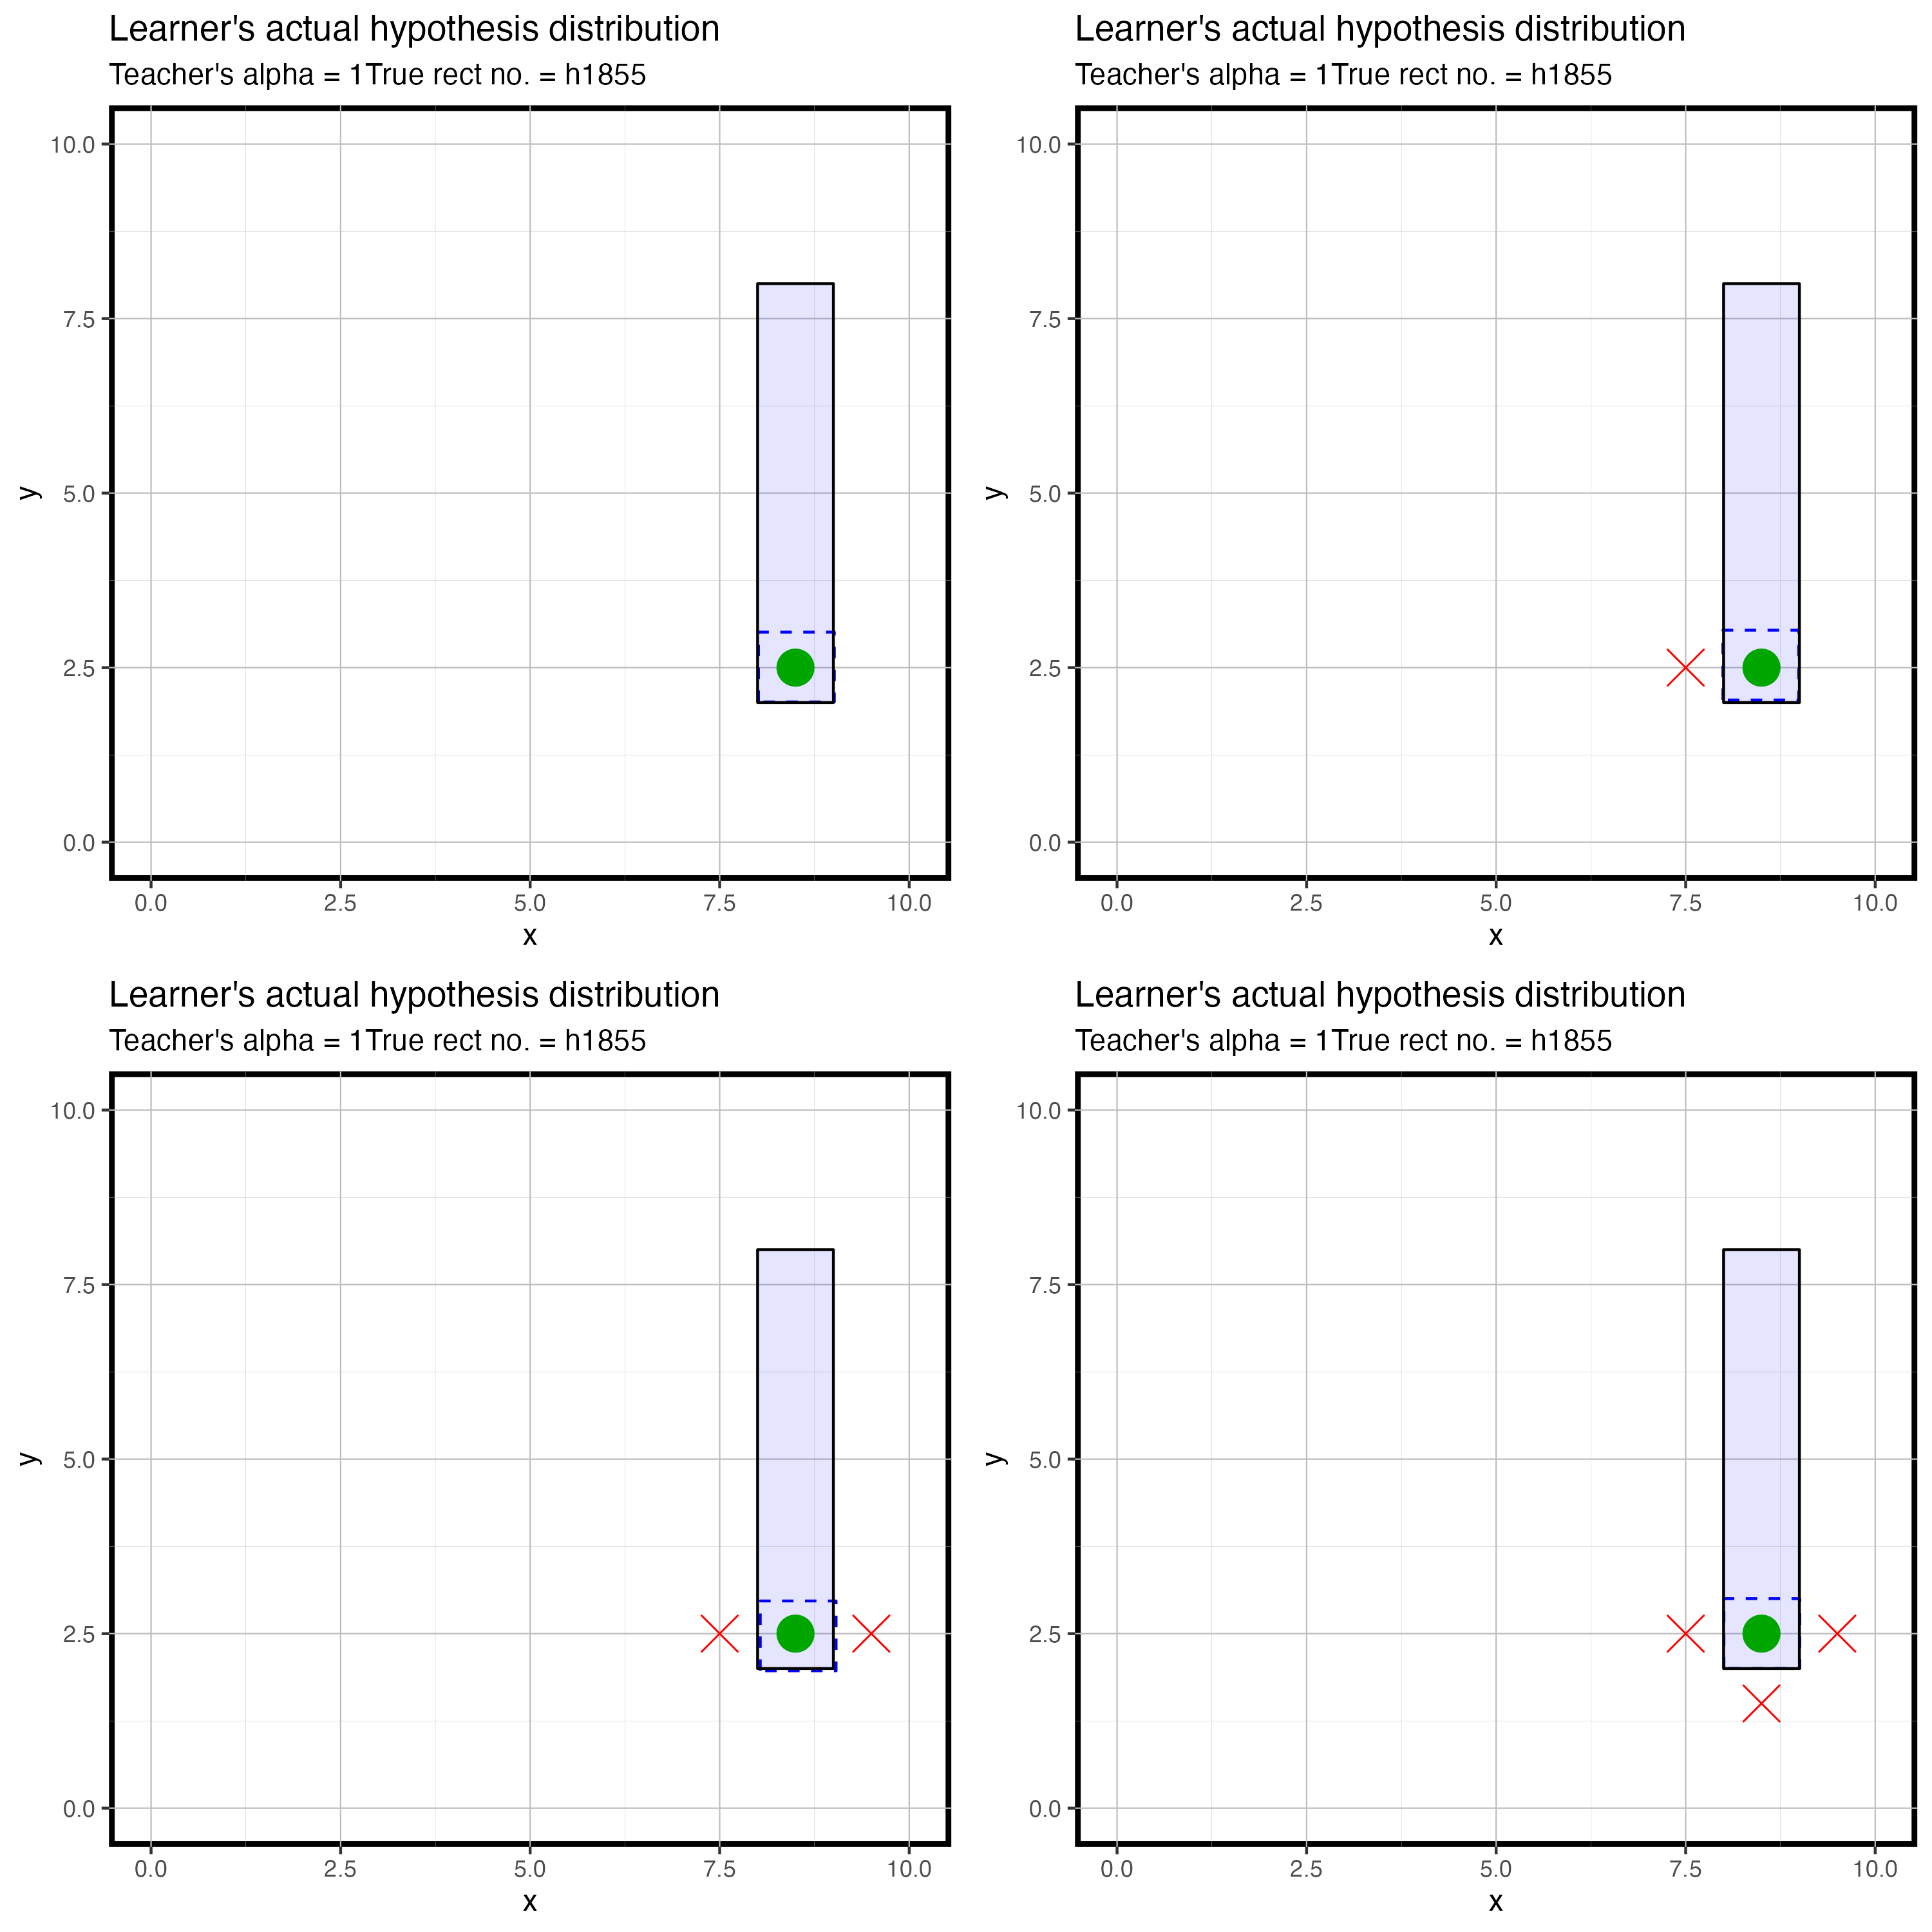 Learner's actual hypothesis distribution
Teacher's alpha = 1True rect no. = h1855
10.0
7.5
5.0
2.5
0.0
y
0.0 2.5 5.0 7.5 10.0
x
Learner's actual hypothesis distribution
Teacher's alpha = 1True rect no. = h1855
10.0
7.5
5.0
2.5
0.0
y
0.0 2.5 5.0 7.5 10.0
x
Learner's actual hypothesis distribution
Teacher's alpha = 1True rect no. = h1855
10.0
7.5
5.0
2.5
0.0
y
0.0 2.5 5.0 7.5 10.0
x
Learner's actual hypothesis distribution
Teacher's alpha = 1True rect no. = h1855
10.0
7.5
5.0
2.5
0.0
y
0.0 2.5 5.0 7.5 10.0
x